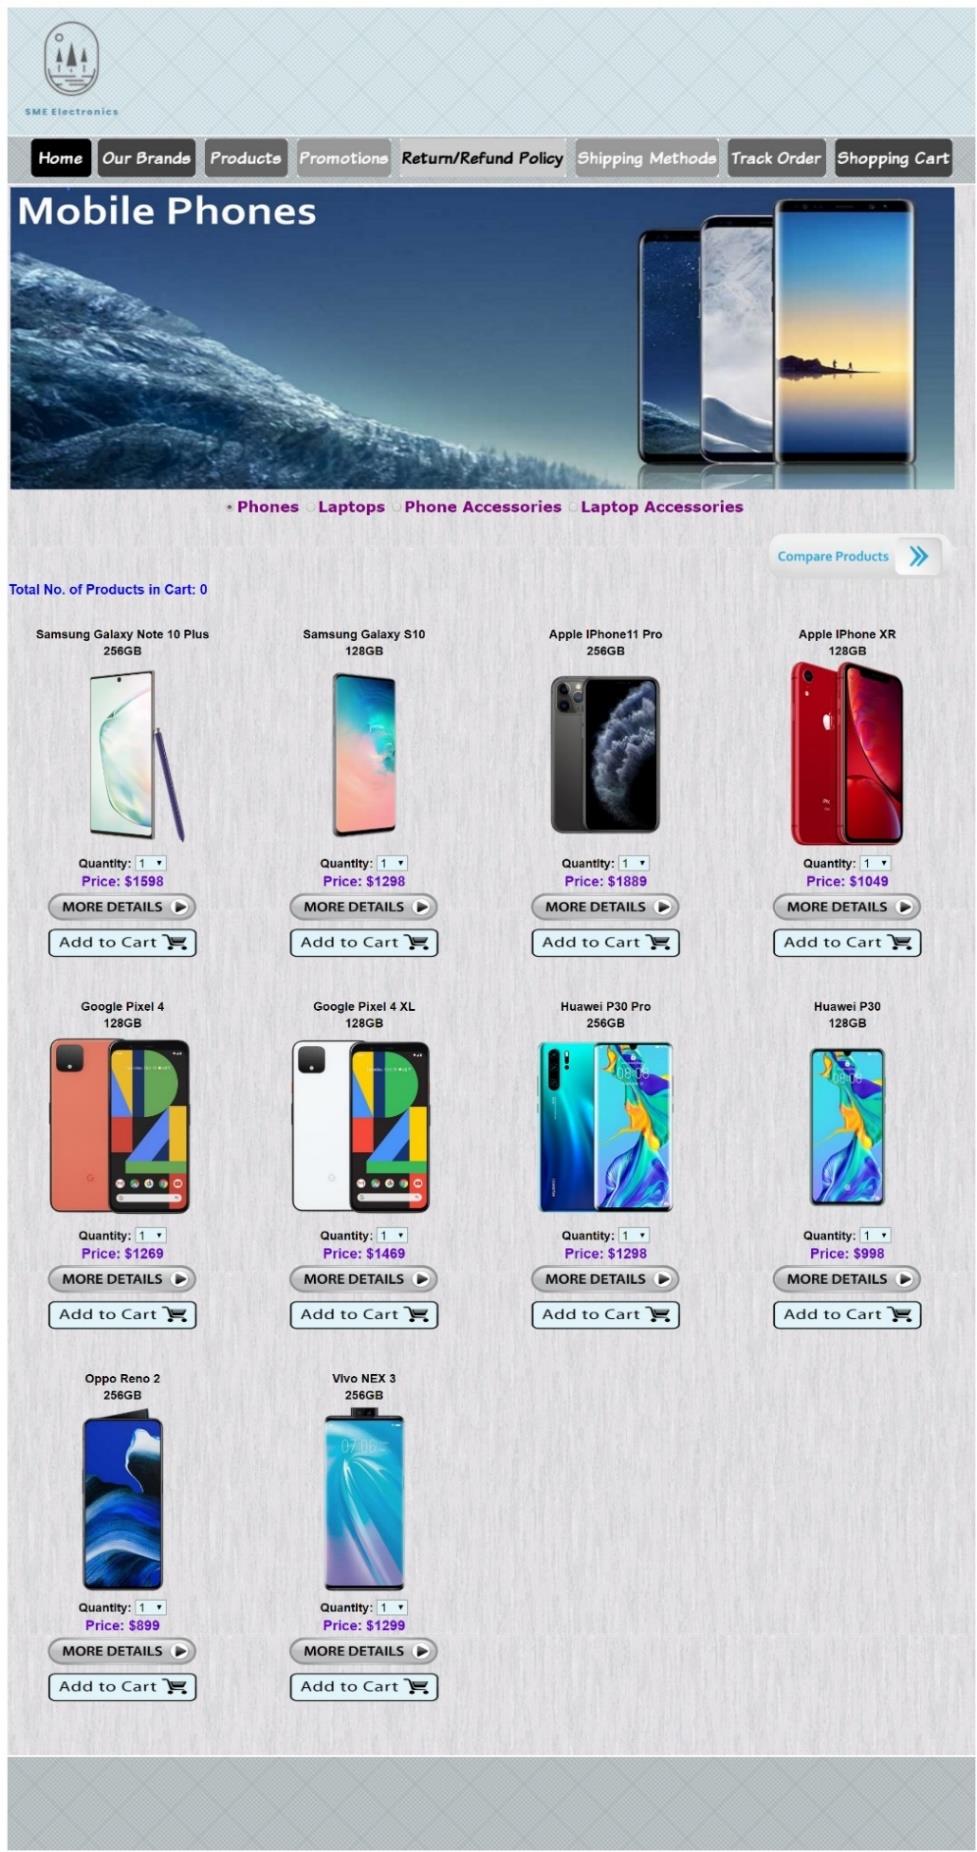 SME Electronics
Home Our Brands Products Promotions Return/Refund Policy Shipping Methods Track Order Shopping Cart
Mobile Phones
Phones Laptops Phone Accessories Laptop Accessories
Compare Products
Total No. of Products in Cart: 0
Samsung Galaxy Note 10 Plus
256GB
Quantity: 1
Price: $1598
MORE DETAILS
Add to Cart
Samsung Galaxy S10
128GB
Quantity: 1
Price: $1298
MORE DETAILS
Add to Cart
Apple IPhone11 Pro
256GB
Quantity: 1
Price: $1889
MORE DETAILS
Add to Cart
Apple IPhone XR
128GB
Quantity: 1
Price: $1049
MORE DETAILS
Add to Cart
Google Pixel 4
128GB
Quantity: 1
Price: $1269
MORE DETAILS
Add to Cart
Google Pixel 4 XL
128GB
Quantity: 1
Price: $1469
MORE DETAILS
Add to Cart
Huawei P30 Pro
256GB
08:08
Quantity: 1
Price: $1298
MORE DETAILS
Add to Cart
Huawei P30
128GB
08:08
Quantity: 1
Price: $998
MORE DETAILS
Add to Cart
Oppo Reno 2
256GB
Quantity: 1
Price: $899
MORE DETAILS
Add to Cart
Vivo NEX 3
256GB
07:06
Quantity: 1
Price: $1299
MORE DETAILS
Add to Cart